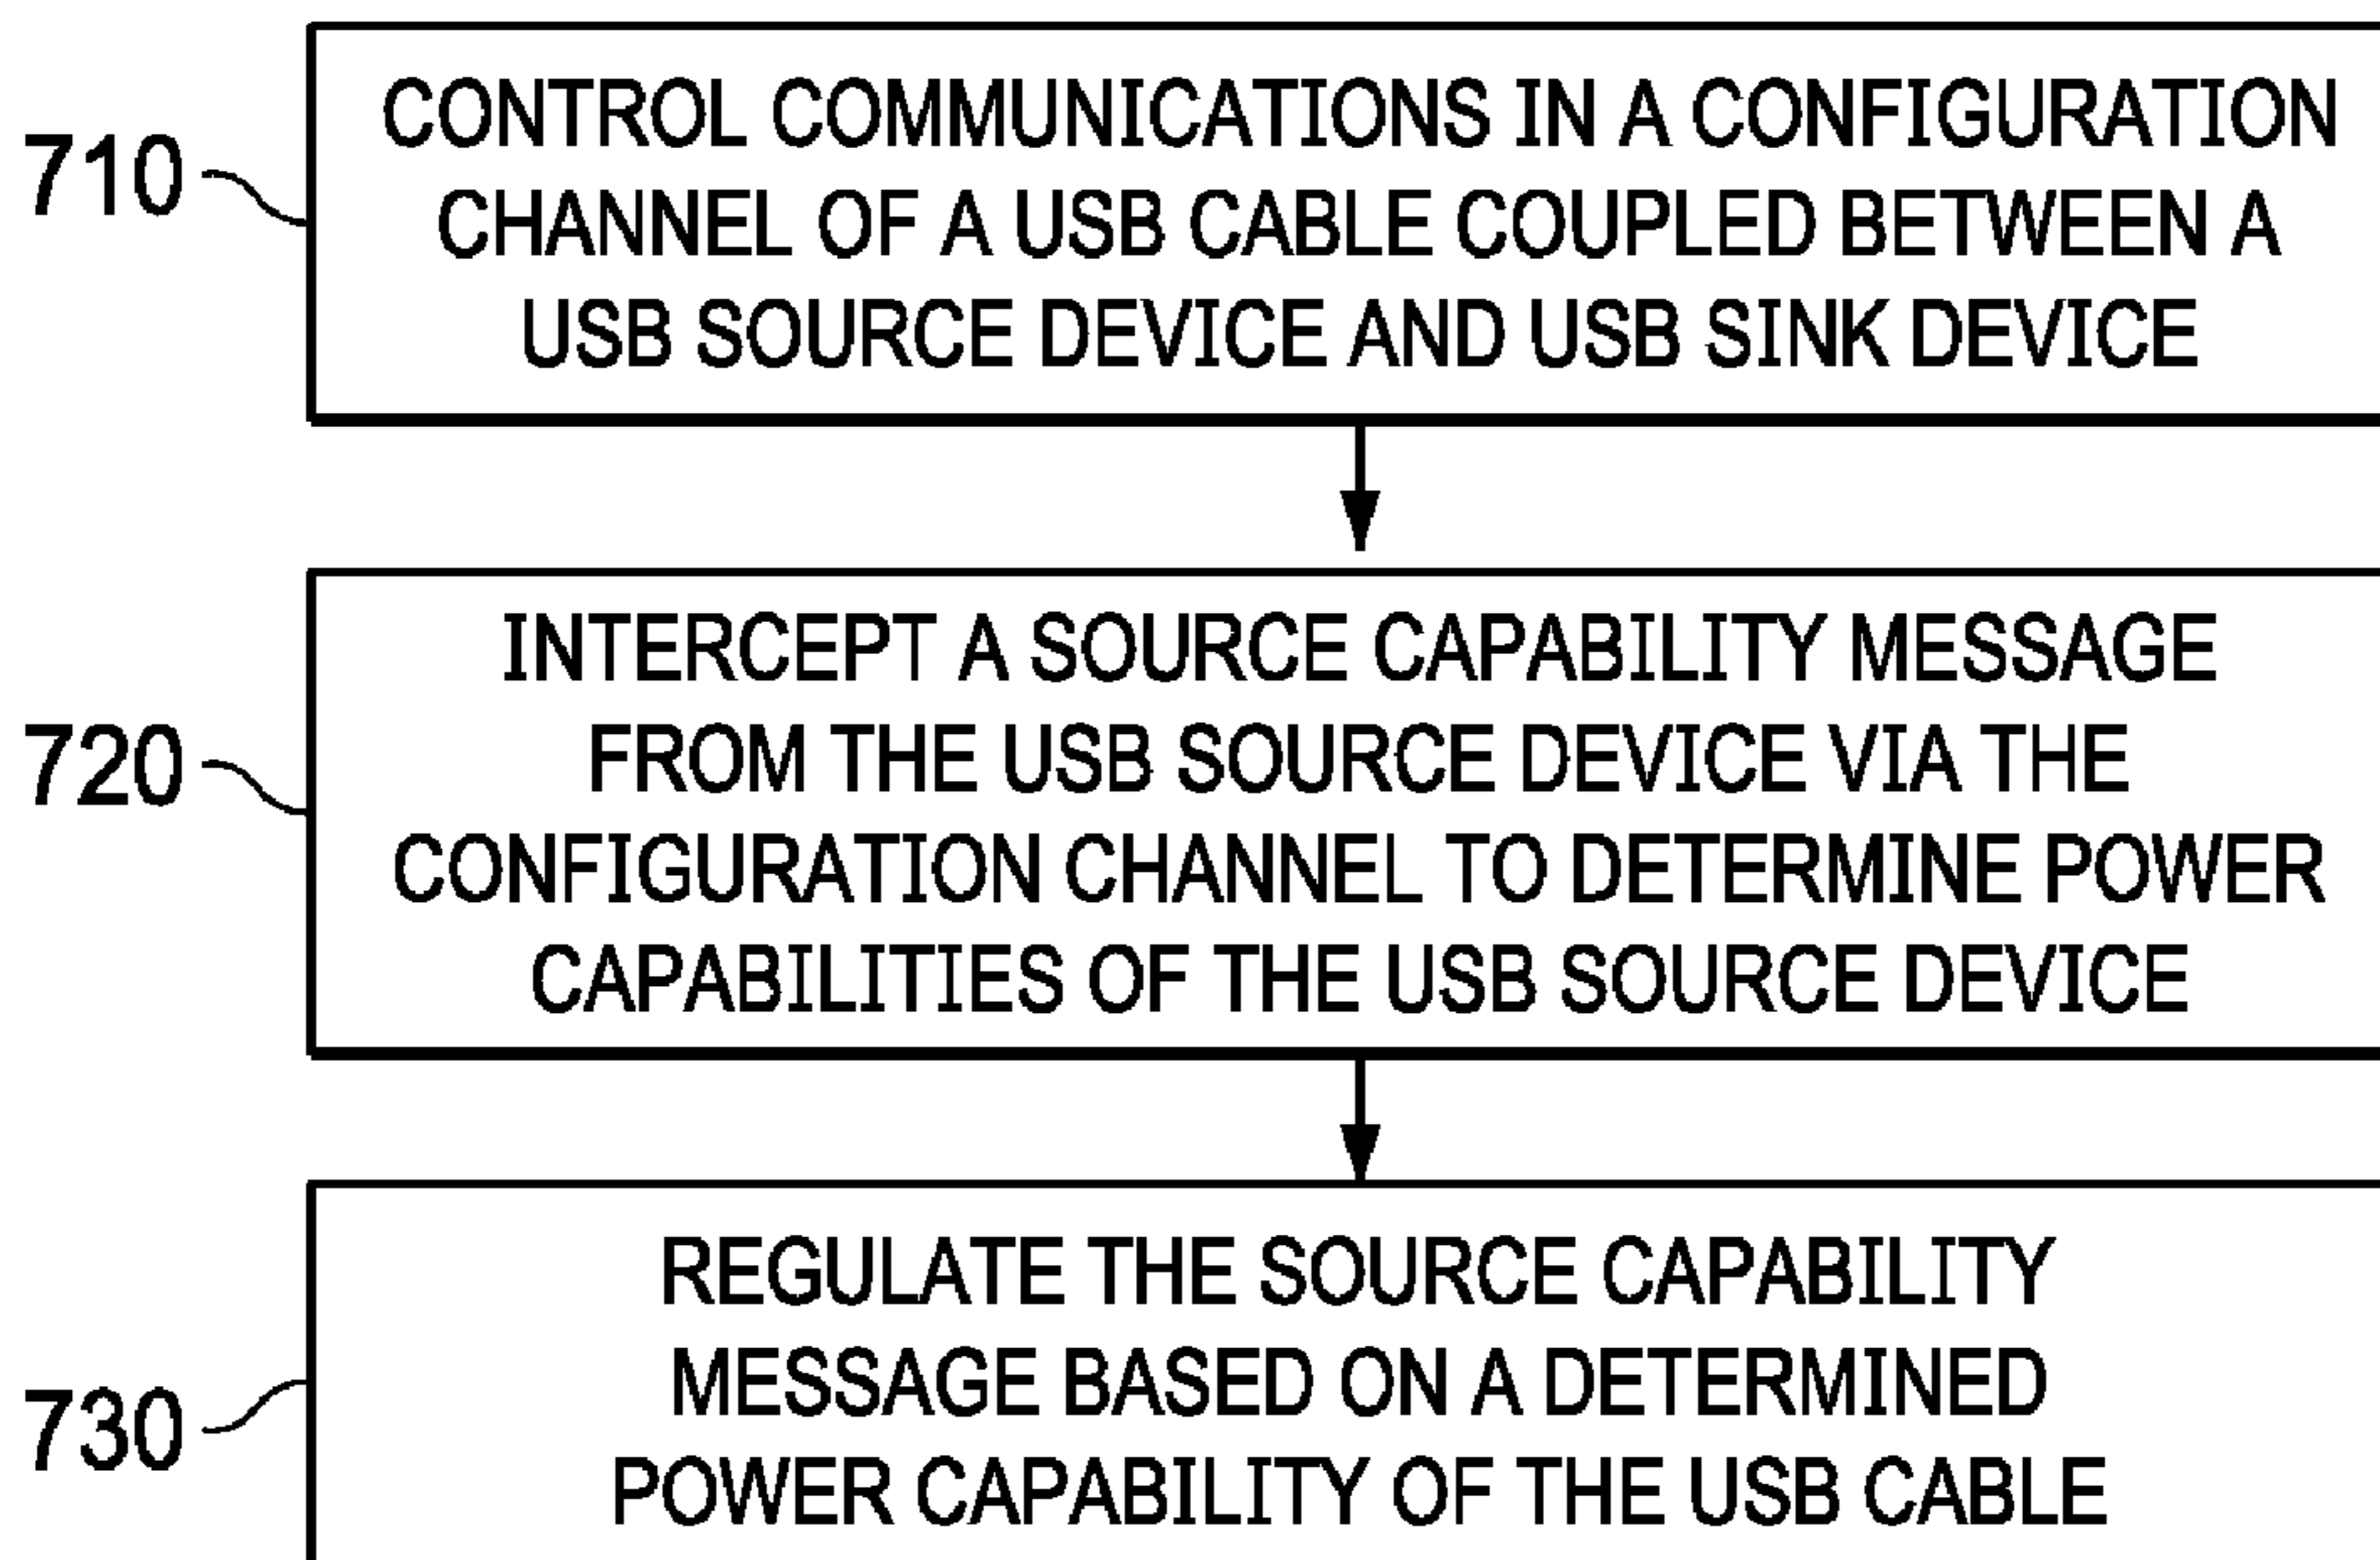 710
CONTROL COMMUNICATIONS IN A CONFIGURATION
CHANNEL OF A USB CABLE COUPLED BETWEEN A
USB SOURCE DEVICE AND USB SINK DEVICE
720
INTERCEPT A SOURCE CAPABILITY MESSAGE
FROM THE USB SOURCE DEVICE VIA THE
CONFIGURATION CHANNEL TO DETERMINE POWER
CAPABILITIES OF THE USB SOURCE DEVICE
730
REGULATE THE SOURCE CAPABILITY
MESSAGE BASED ON A DETERMINED
POWER CAPABILITY OF THE USB CABLE